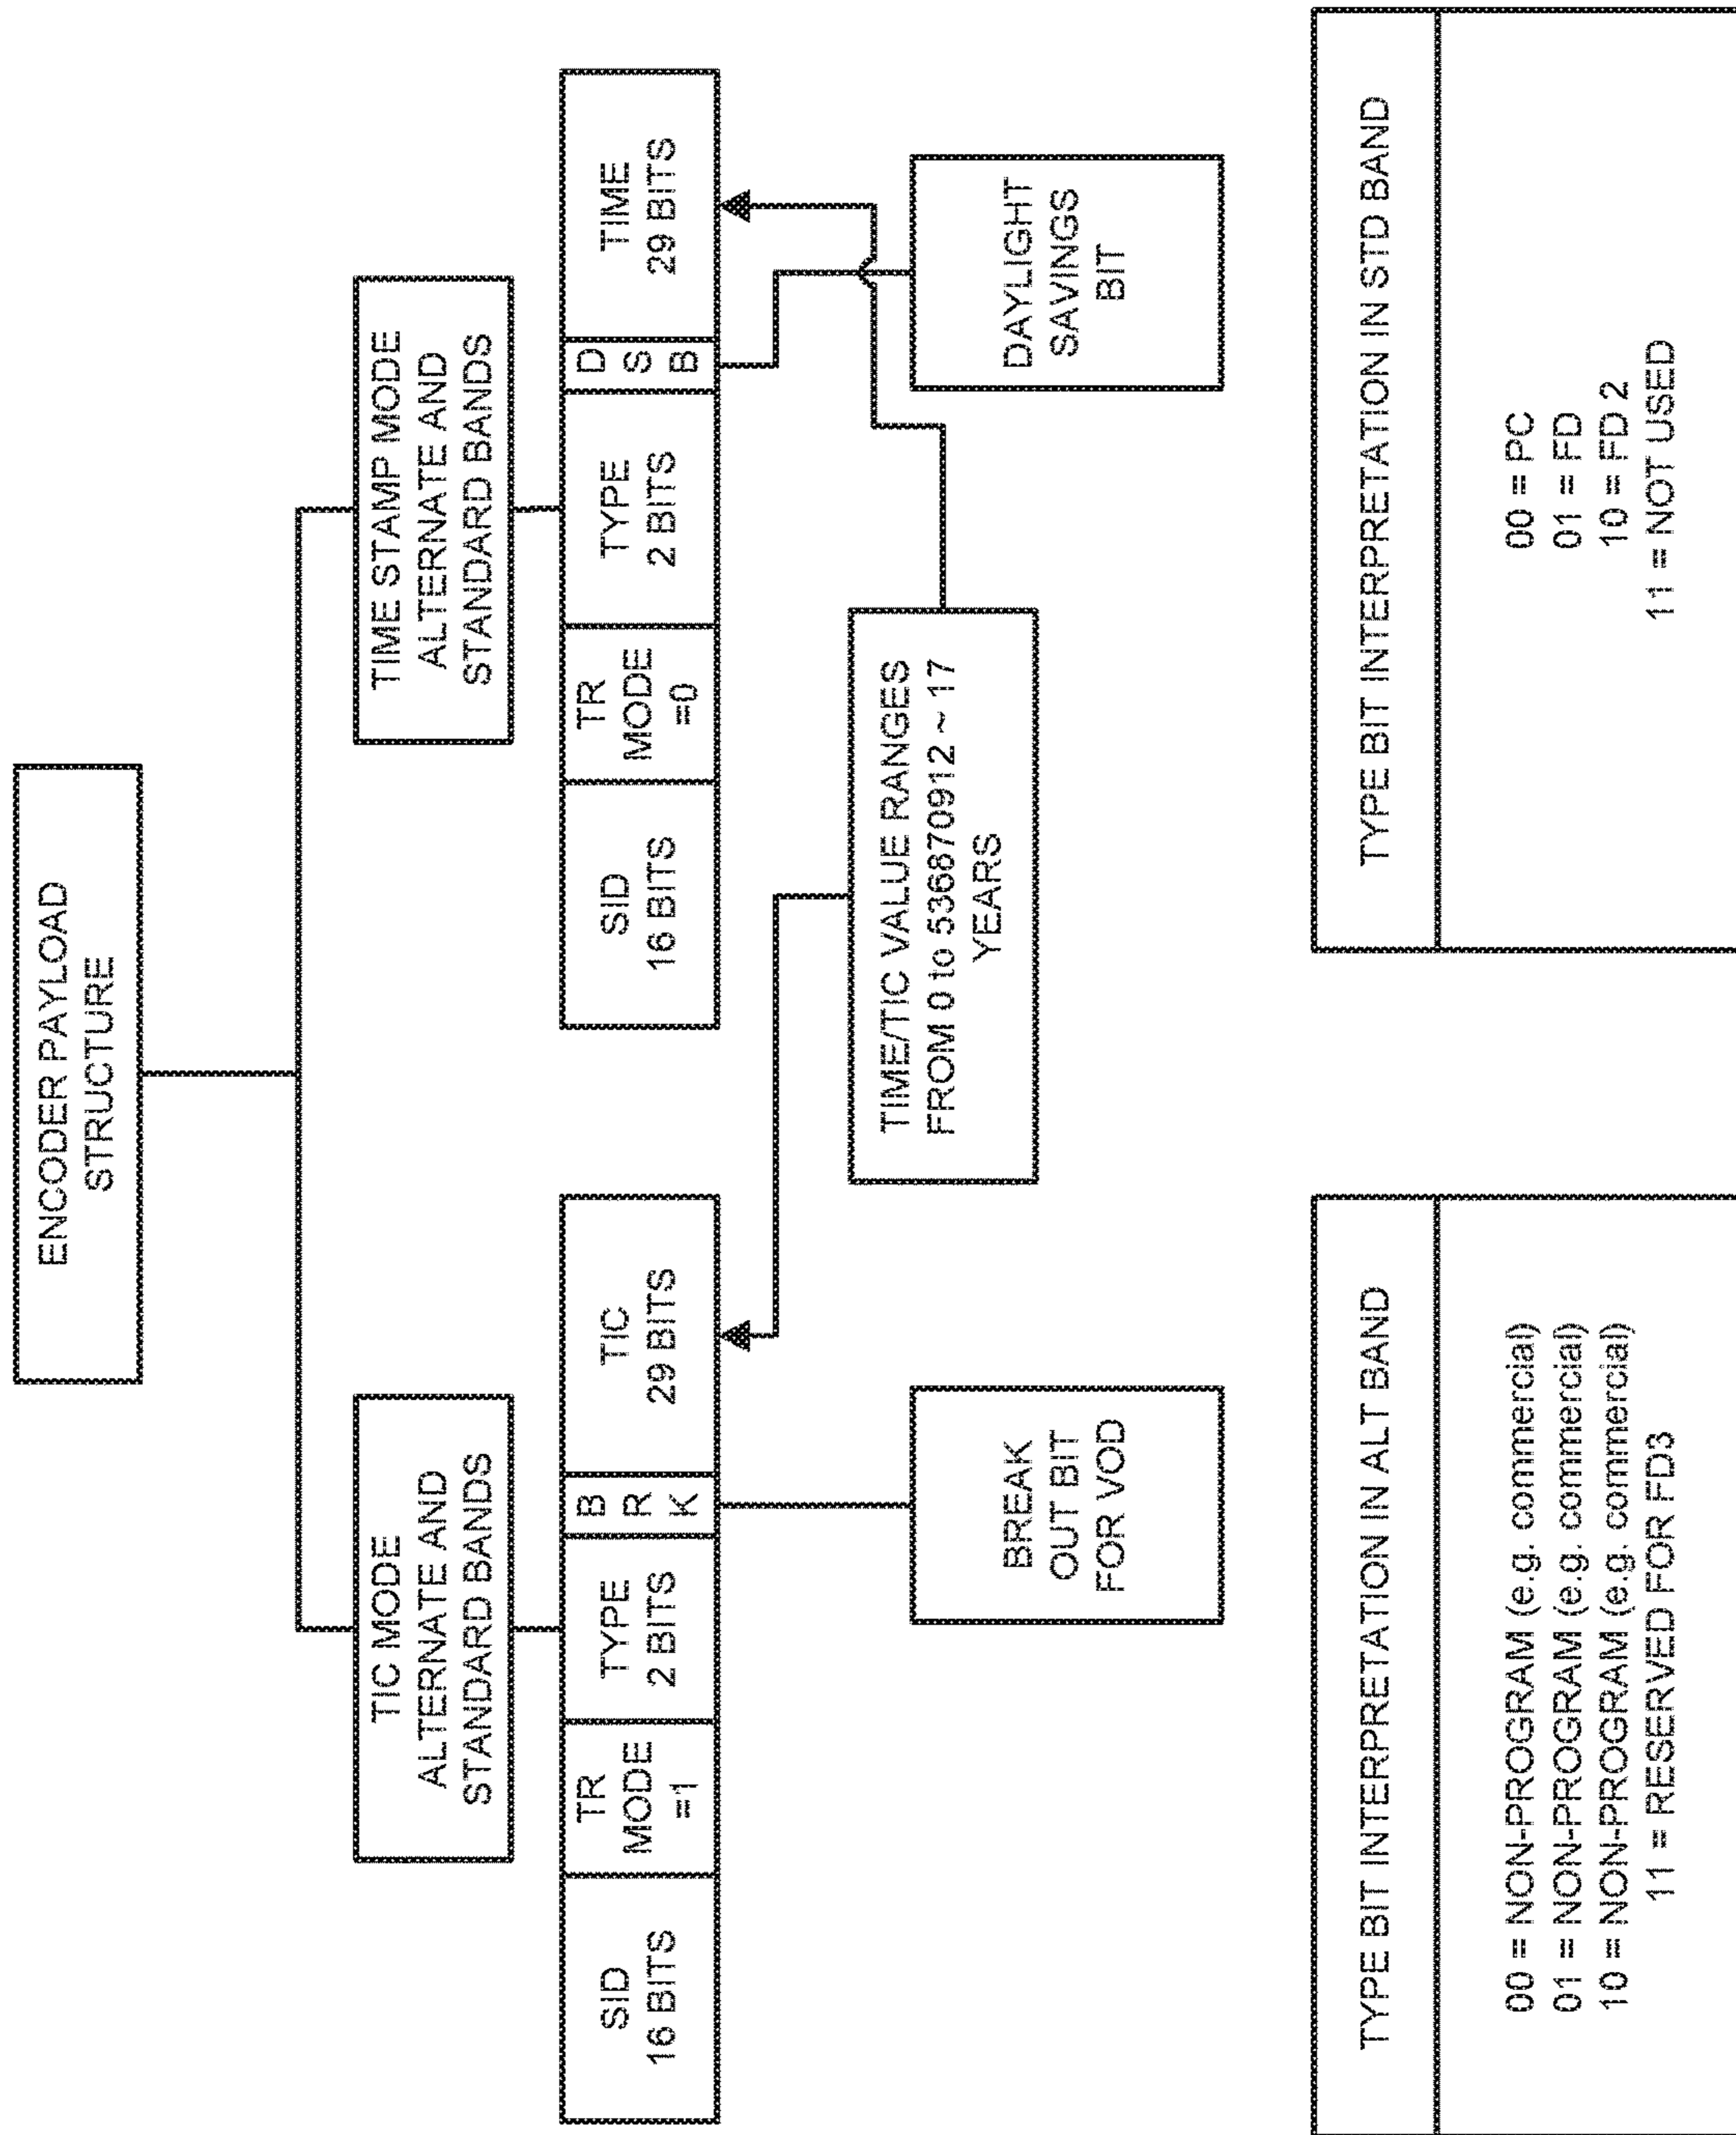 ENCODER PAYLOAD
STRUCTURE
TIC MODE
ALTERNATE AND
STANDARD BANDS
TIME STAMP MODE
ALTERNATE AND
STANDARD BANDS
SID
16 BITS
TR
MODE
=1
TYPE
2 BITS
B
R
K
TIC
29 BITS
SID
16 BITS
TR
MODE
=0
TYPE
2 BITS
D
S
B
TIME
29 BITS
BREAK
OUT BIT
FOR VOD
TIME/TIC VALUE RANGES
FROM 0 to 536870912 ~ 17
YEARS
DAYLIGHT
SAVINGS
BIT
TYPE BIT INTERPRETATION IN ALT BAND
00 = NON-PROGRAM (e.g. commercial)
01 = NON-PROGRAM (e.g. commercial)
10 = NON-PROGRAM (e.g. commercial)
11 = RESERVED FOR FD3
TYPE BIT INTERPRETATION IN STD BAND
00 = PC
01 = FD
10 = FD 2
11 = NOT USED